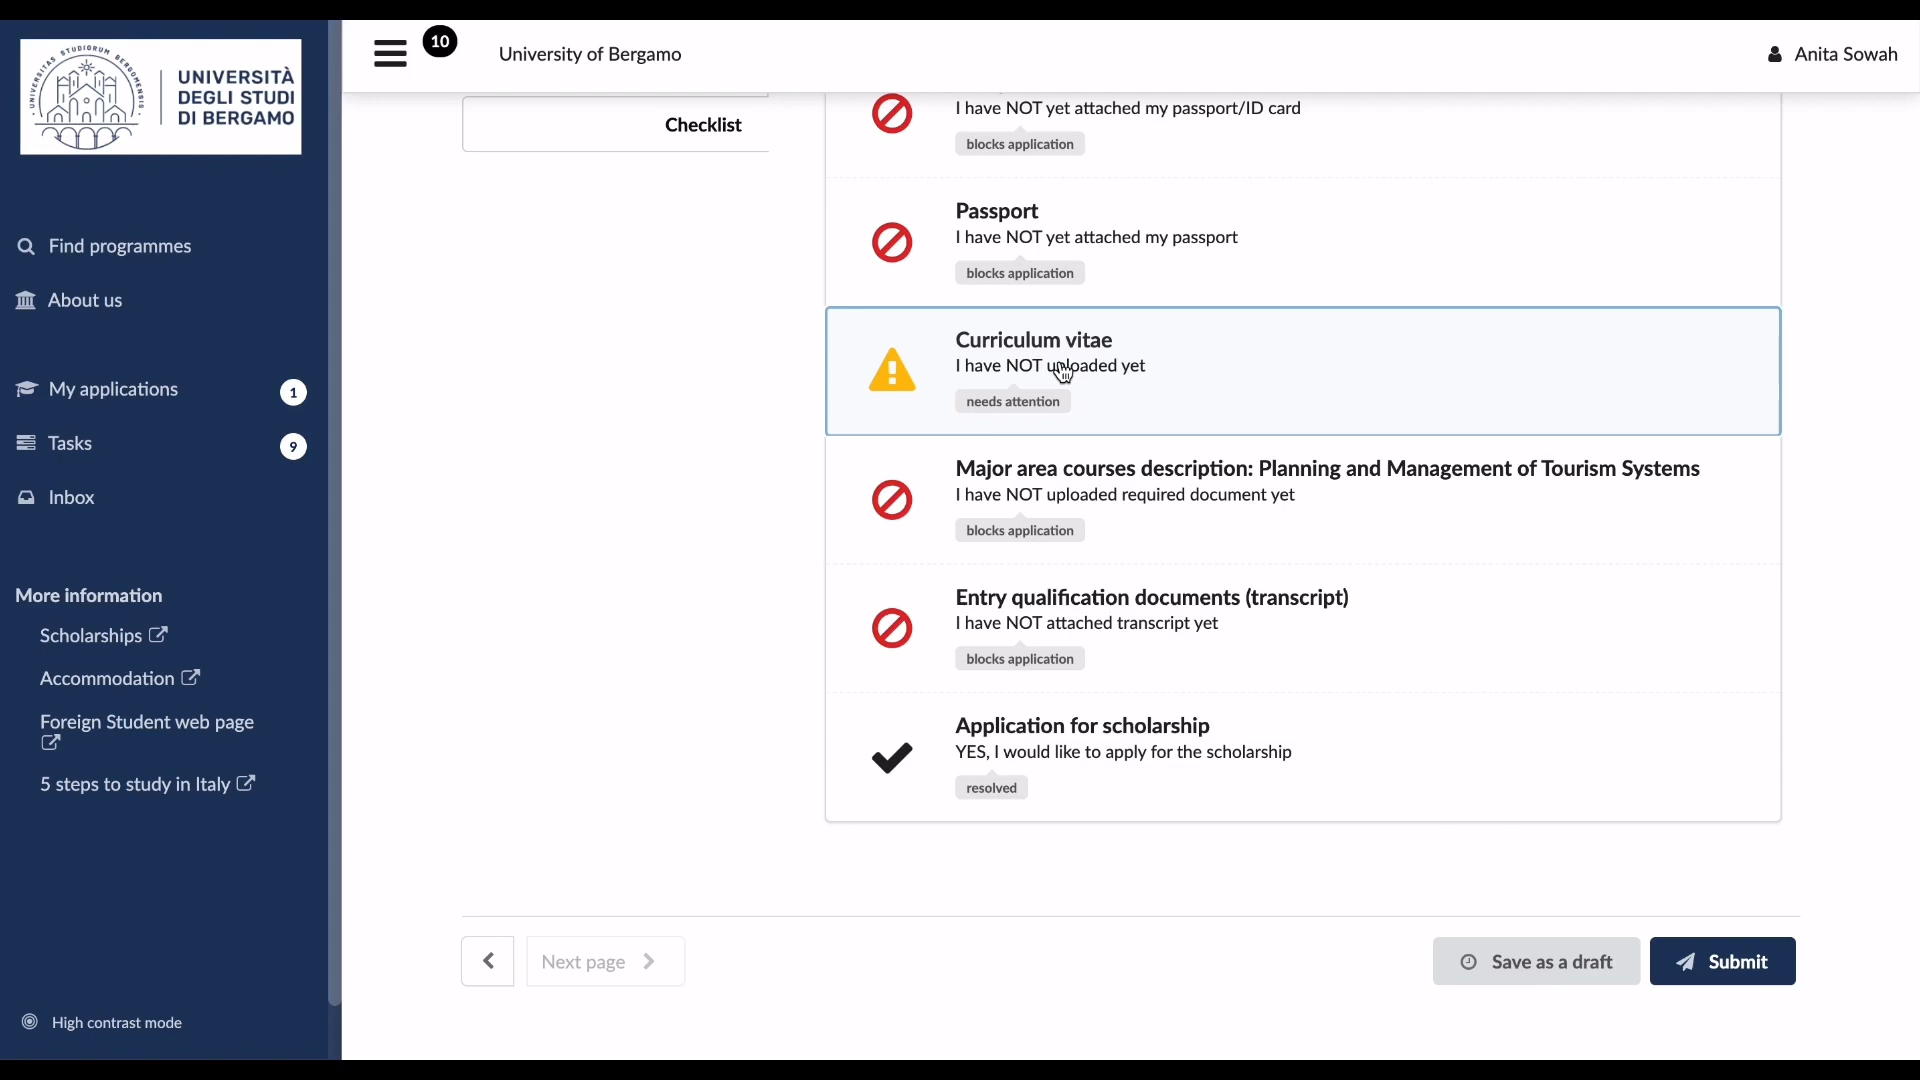 UNIVERSITÀ
DEGLI STUDI
DI BERGAMO
10
University of Bergamo
Anita Sowah
Find programmes
About us
My applications
1
Tasks
9
Inbox
More information
Scholarships
Accommodation
Foreign Student web page
5 steps to study in Italy
High contrast mode
Checklist
I have NOT yet attached my passport/ID card
blocks application
Passport
I have NOT yet attached my passport
blocks application
Curriculum vitae
I have NOT uploaded yet
needs attention
Major area courses description: Planning and Management of Tourism Systems
I have NOT uploaded required document yet
blocks application
Entry qualification documents (transcript)
I have NOT attached transcript yet
blocks application
Application for scholarship
YES, I would like to apply for the scholarship
resolved
Next page
Save as a draft
Submit